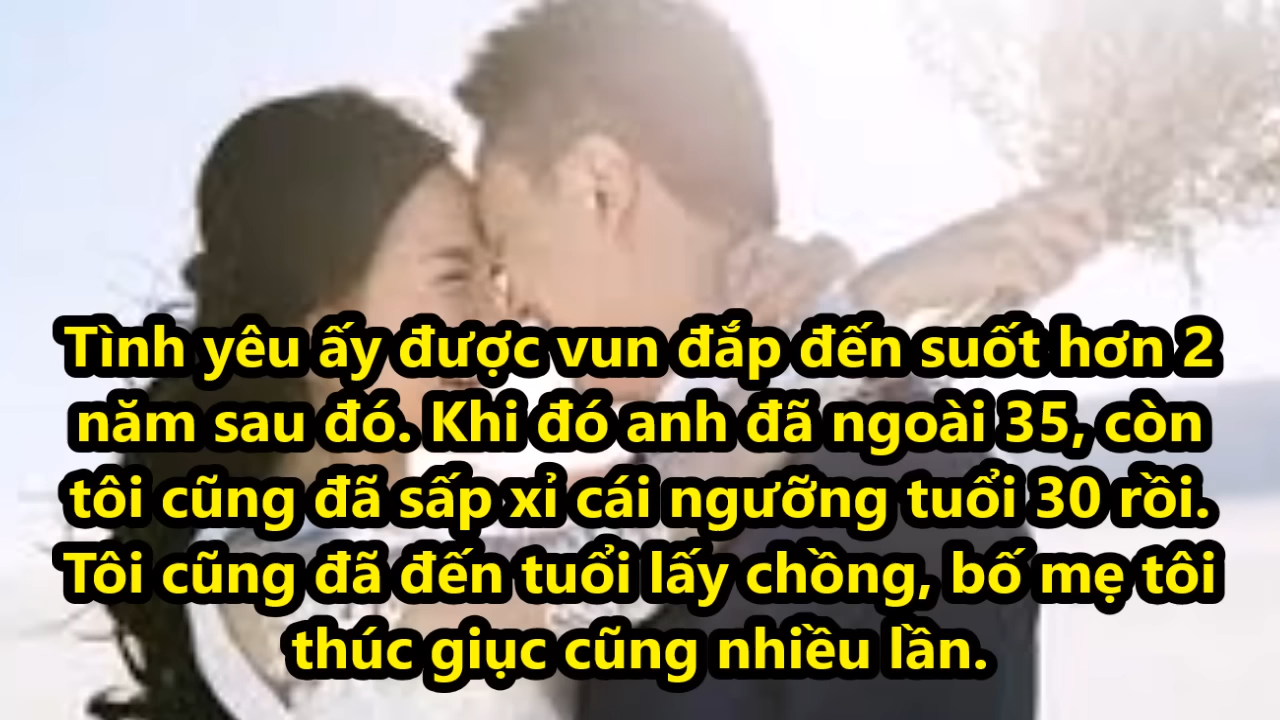 Tình yêu ấy được vun đắp đến suốt hơn 2
năm sau đó. Khi đó anh đã ngoài 35, còn
tôi cũng đã sấp xỉ cái ngưỡng tuổi 30 rồi.
Tôi cũng đã đến tuổi lấy chồng, bố mẹ tôi
thúc giục cũng nhiều lần.